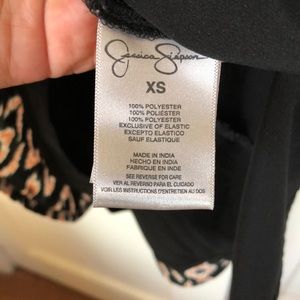 Jessica Simpson
XS
100% POLYESTER
100% POLYESTER
100% POLYESTER
EXCLUSIVE OF ELASTIC
EXCEPTO ELASTICO
SAUF ELASTIQUE
MADE IN INDIA
HECHO EN INDIA
FABRIQUE EN INDE
SEE REVERSE FOR CARE
VER AL REVERSO PARA EL CUIDADO
VOIR LES INSTRUCTIONS D'ENTRETIEN AU DOS